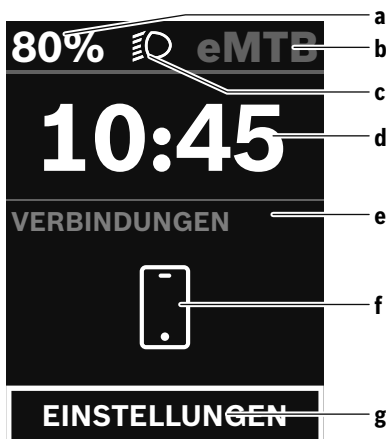 80% eMTB
10:45
VERBINDUNGEN
EINSTELLUNGEN
a
b
c
d
e
f
g